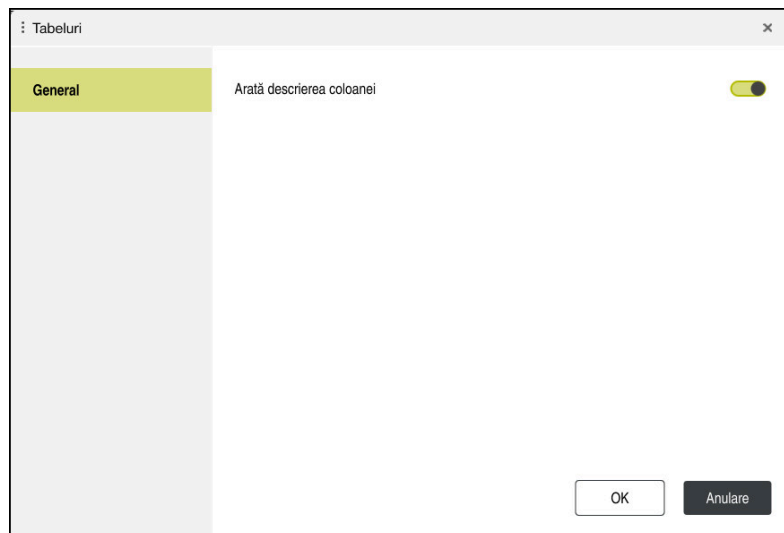 Tabeluri
General
Arată descrierea coloanei
OK
Anulare